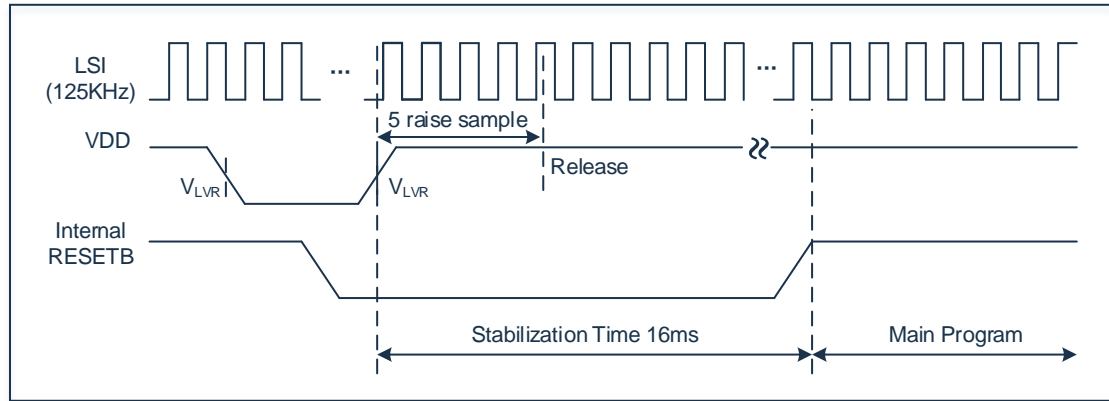 LSI
(125KHz)
...
...
5 raise sample
VDD
Release
VLVR
VLVR
Internal
RESETB
Stabilization Time 16ms
Main Program